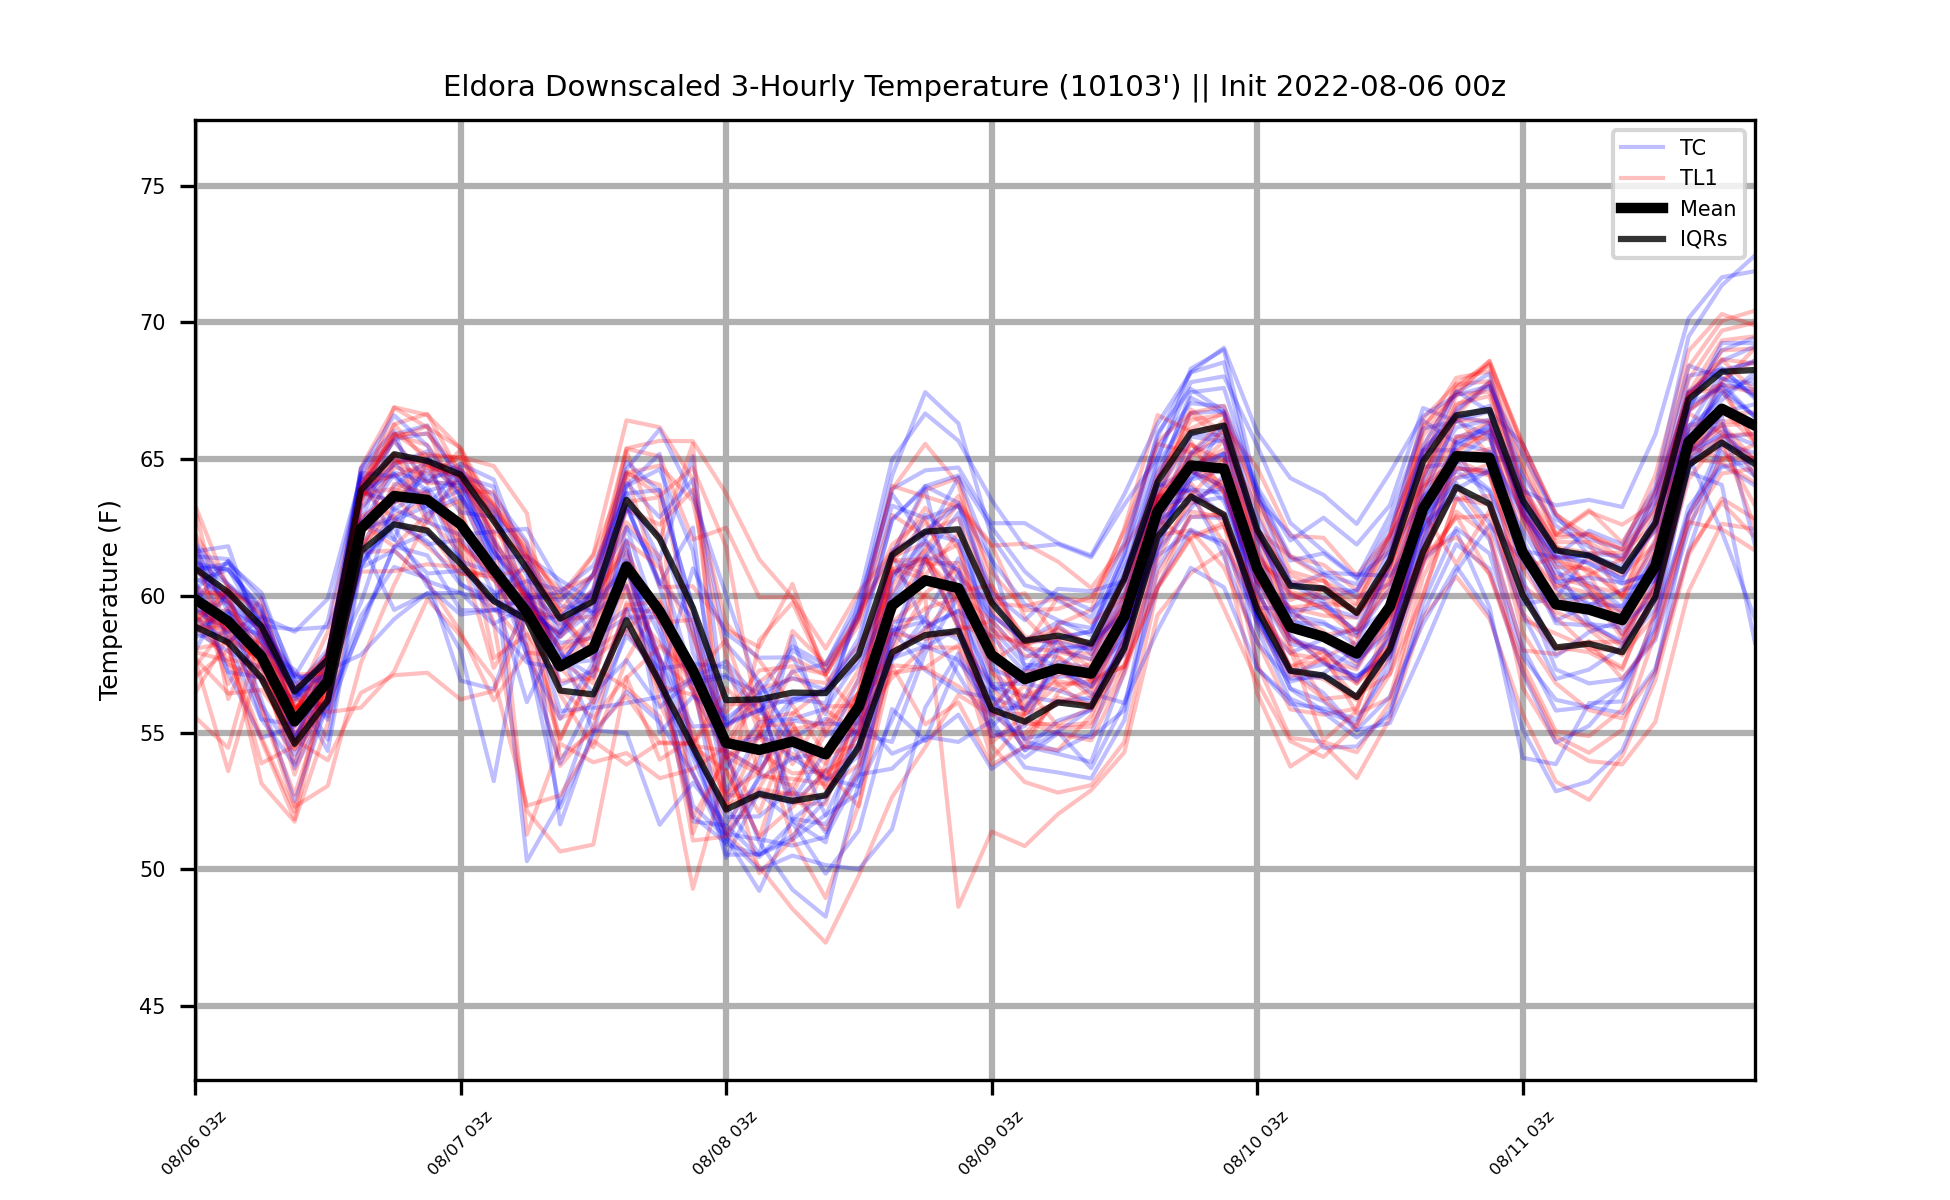 Eldora Downscaled 3-Hourly Temperature (10103') || Init 2022-08-06 00z
TC
TL1
Mean
IQRs
Temperature (F)
75
70
65
60
55
50
45
08/06 03z
08/07 03z
08/08 03z
08/09 03z
08/10 03z
08/11 03z